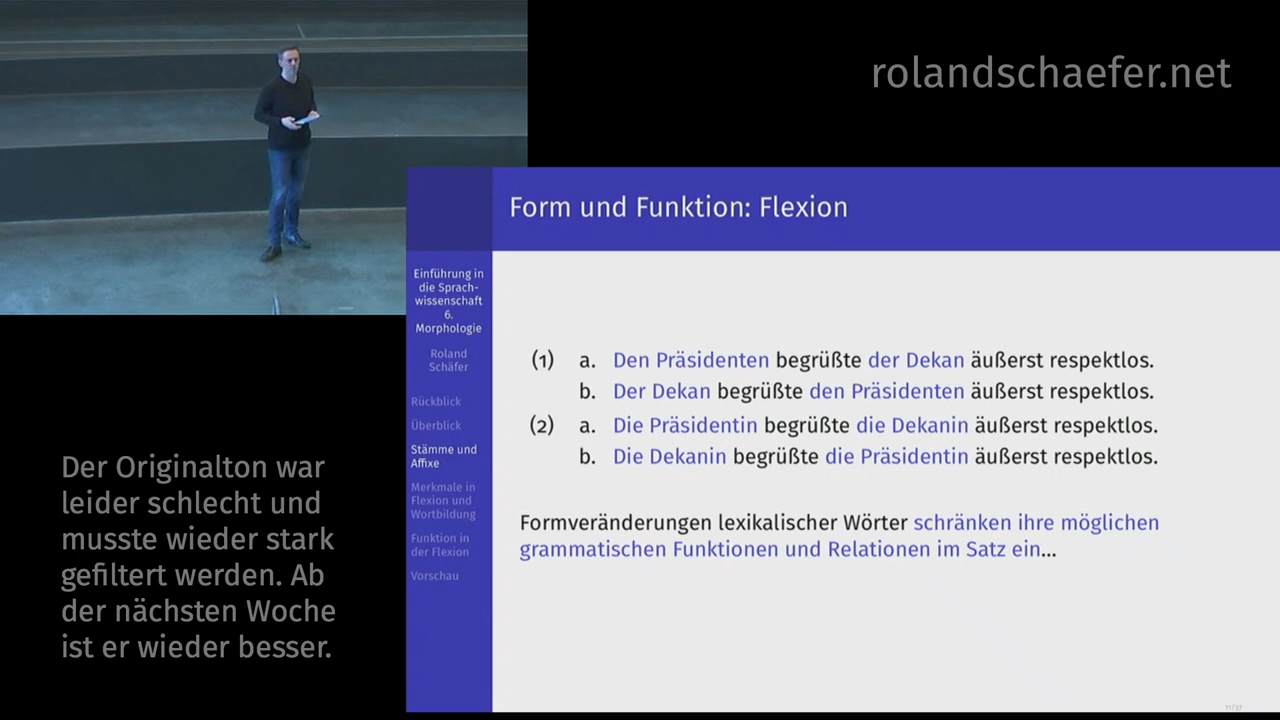 rolandschaefer.net
Form und Funktion: Flexion
Einführung in
die Sprach-
wissenschaft
6.
Morphologie
Roland
Schäfer
Rückblick
Überblick
Stämme und
Affixe
Merkmale in
Flexion und
Wortbildung
Funktion in
der Flexion
Vorschau
(1) a. Den Präsidenten begrüßte der Dekan äußerst respektlos.
b. Der Dekan begrüßte den Präsidenten äußerst respektlos.
(2) a. Die Präsidentin begrüßte die Dekanin äußerst respektlos.
b. Die Dekanin begrüßte die Präsidentin äußerst respektlos.
Formveränderungen lexikalischer Wörter schränken ihre möglichen
grammatischen Funktionen und Relationen im Satz ein...
Der Originalton war
leider schlecht und
musste wieder stark
gefiltert werden. Ab
der nächsten Woche
ist er wieder besser.